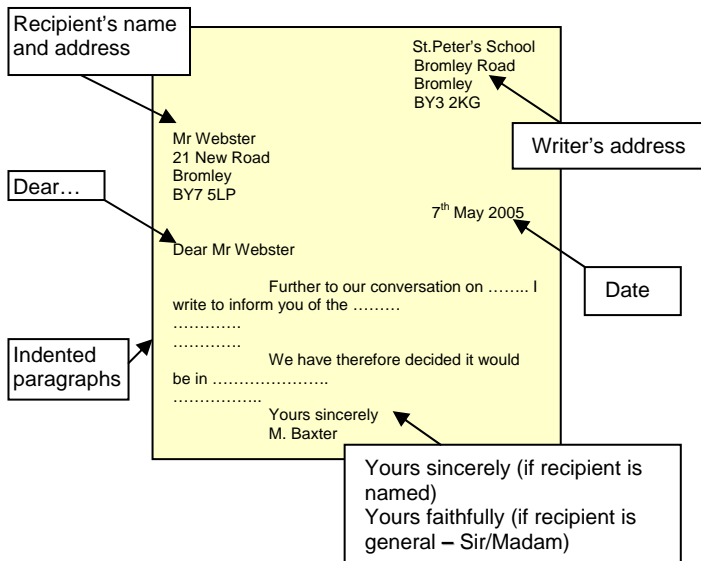 Recipient's name
and address
St.Peter's School
Bromley Road
Bromley
BY3 2KG
Writer's address
Mr Webster
21 New Road
Bromley
BY7 5LP
Dear…
7th May 2005
Dear Mr Webster
Date
Further to our conversation on …….. I
write to inform you of the ………
………….
………….
Indented
paragraphs
We have therefore decided it would
be in ………………….
……………..
Yours sincerely
M. Baxter
Yours sincerely (if recipient is
named)
Yours faithfully (if recipient is
general – Sir/Madam)